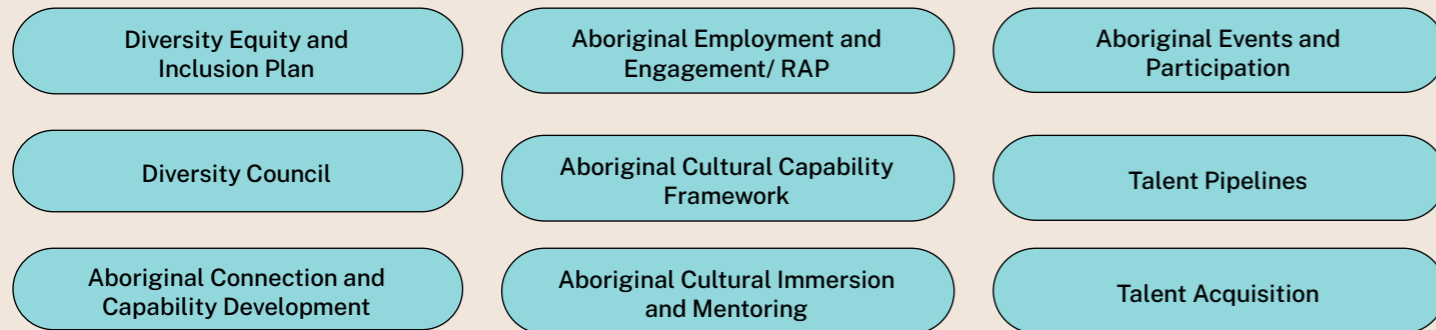 Diversity Equity and
Inclusion Plan
Aboriginal Employment and
Engagement/ RAP
Aboriginal Events and
Participation
Diversity Council
Aboriginal Cultural Capability
Framework
Talent Pipelines
Aboriginal Connection and
Capability Development
Aboriginal Cultural Immersion
and Mentoring
Talent Acquisition